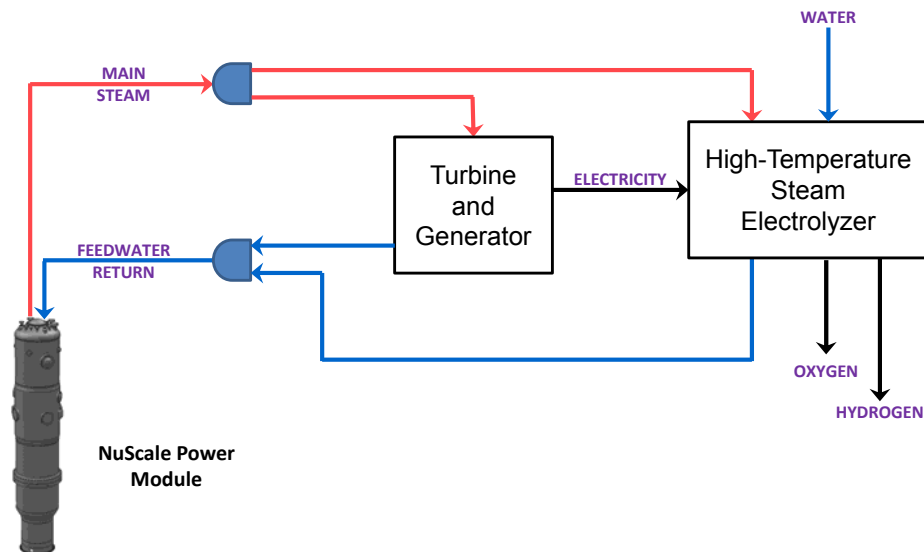 WATER
MAIN
STEAM
High-Temperature
Steam
Electrolyzer
Turbine
and
Generator
ELECTRICITY
FEEDWATER
RETURN
OXYGEN
HYDROGEN
NuScale Power
Module